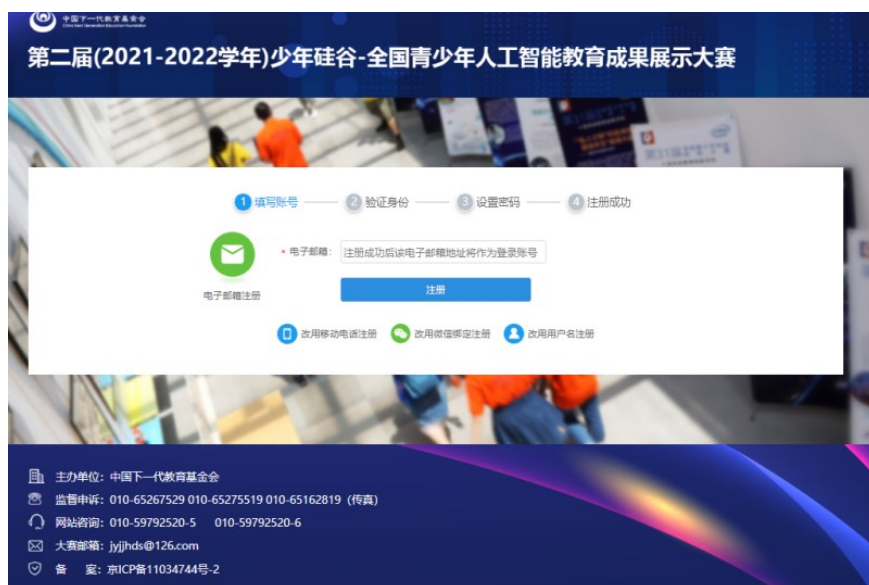 中国下一代教育基金会
China Next Generation Education Foundation
第二届(2021-2022学年)少年硅谷-全国青少年人工智能教育成果展示大赛
1 填写账号 2 验证身份 3 设置密码 4 注册成功
* 电子邮箱: 注册成功后该电子邮箱地址将作为登录账号
电子邮箱注册
注册
改用移动电话注册 改用微信绑定注册 改用用户名注册
主办单位：中国下一代教育基金会
监督申诉：010-65267529 010-65275519 010-65162819（传真）
网站咨询：010-59792520-5 010-59792520-6
大赛邮箱：jyjjhds@126.com
备 案：京ICP备11034744号-2